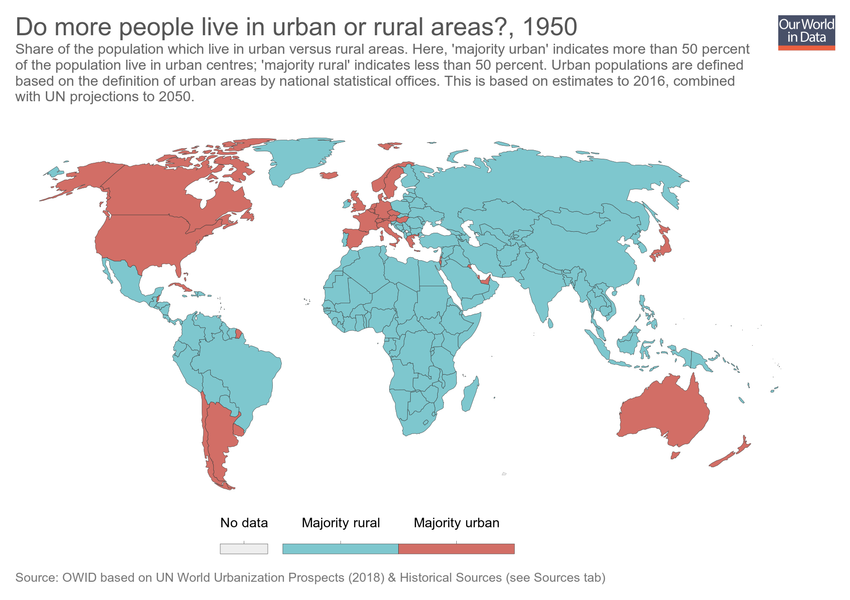 Do more people live in urban or rural areas?, 1950
Our World
in Data
Share of the population which live in urban versus rural areas. Here, 'majority urban' indicates more than 50 percent
of the population live in urban centres; 'majority rural' indicates less than 50 percent. Urban populations are defined
based on the definition of urban areas by national statistical offices. This is based on estimates to 2016, combined
with UN projections to 2050.
No data
Majority rural
Majority urban
Source: OWID based on UN World Urbanization Prospects (2018) & Historical Sources (see Sources tab)